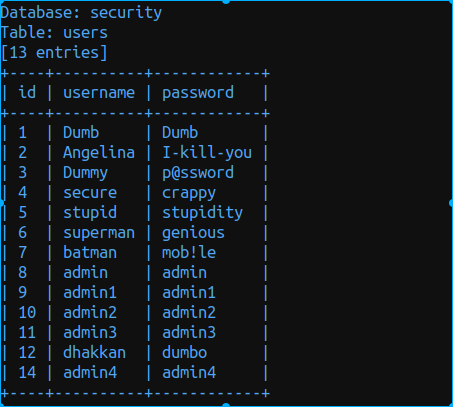 Database: security
Table: users
[13 entries]
+----+----------+------------+
| id | username | password   |
+----+----------+------------+
| 1  | Dumb     | Dumb       |
| 2  | Angelina | I-kill-you |
| 3  | Dummy    | p@ssword   |
| 4  | secure   | crappy     |
| 5  | stupid   | stupidity  |
| 6  | superman | genious    |
| 7  | batman   | mob!le     |
| 8  | admin    | admin      |
| 9  | admin1   | admin1     |
| 10 | admin2   | admin2     |
| 11 | admin3   | admin3     |
| 12 | dhakkan  | dumbo      |
| 14 | admin4   | admin4     |
+----+----------+------------+